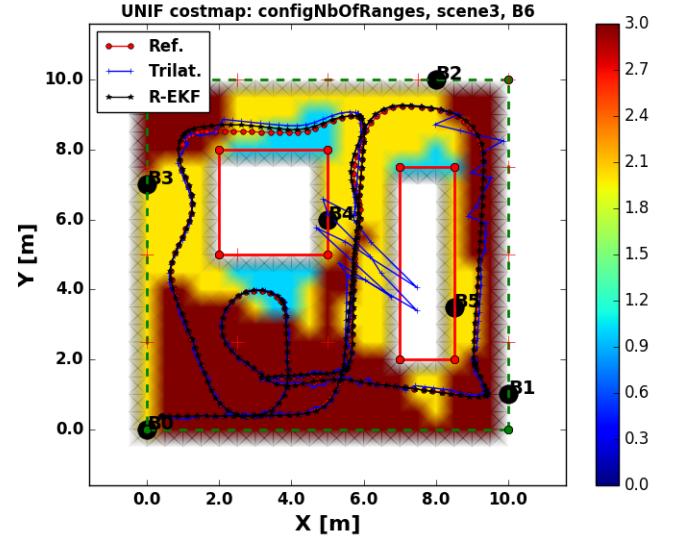 UNIF costmap: configNbOfRanges, scene3, B6
Ref.
Trilat.
R-EKF
10.0
8.0
6.0
4.0
2.0
0.0
Y [m]
B2
B3
B4
B5
B1
B0
0.0 2.0 4.0 6.0 8.0 10.0
X [m]
3.0
2.7
2.4
2.1
1.8
1.5
1.2
0.9
0.6
0.3
0.0